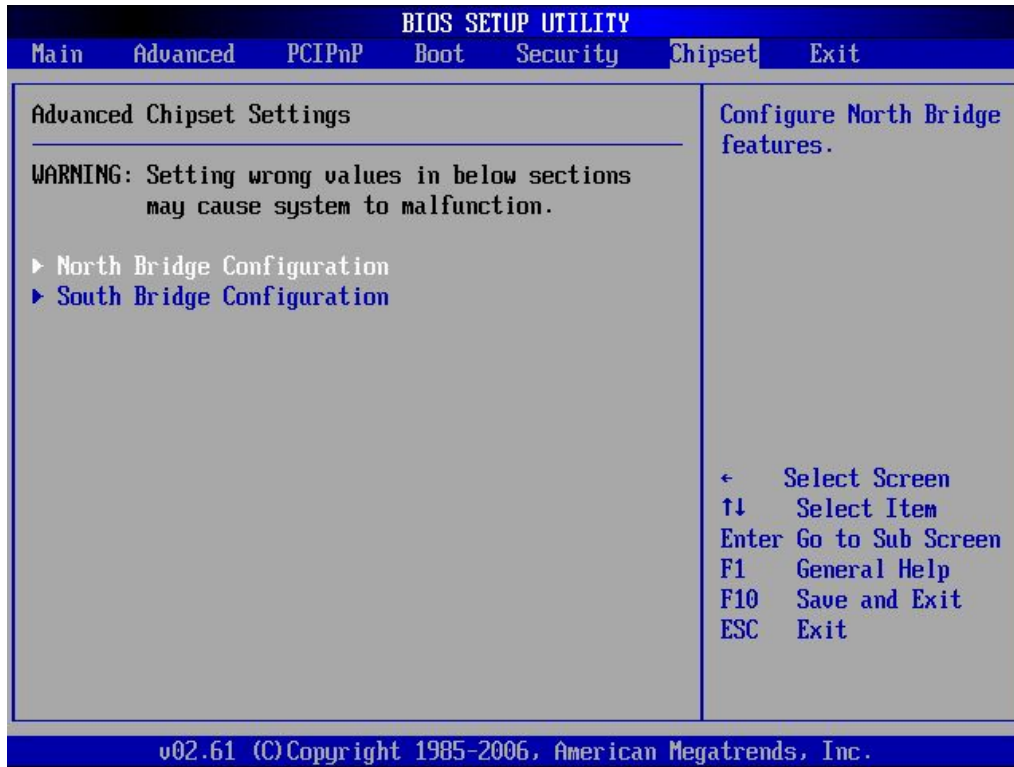 BIOS SETUP UTILITY
Main Advanced PCIPnP Boot Security Chipset Exit
Advanced Chipset Settings
WARNING: Setting wrong values in below sections
may cause system to malfunction.
▶ North Bridge Configuration
▶ South Bridge Configuration
Configure North Bridge
features.
← Select Screen
↑↓ Select Item
Enter Go to Sub Screen
F1 General Help
F10 Save and Exit
ESC Exit
v02.61 (C)Copyright 1985-2006, American Megatrends, Inc.